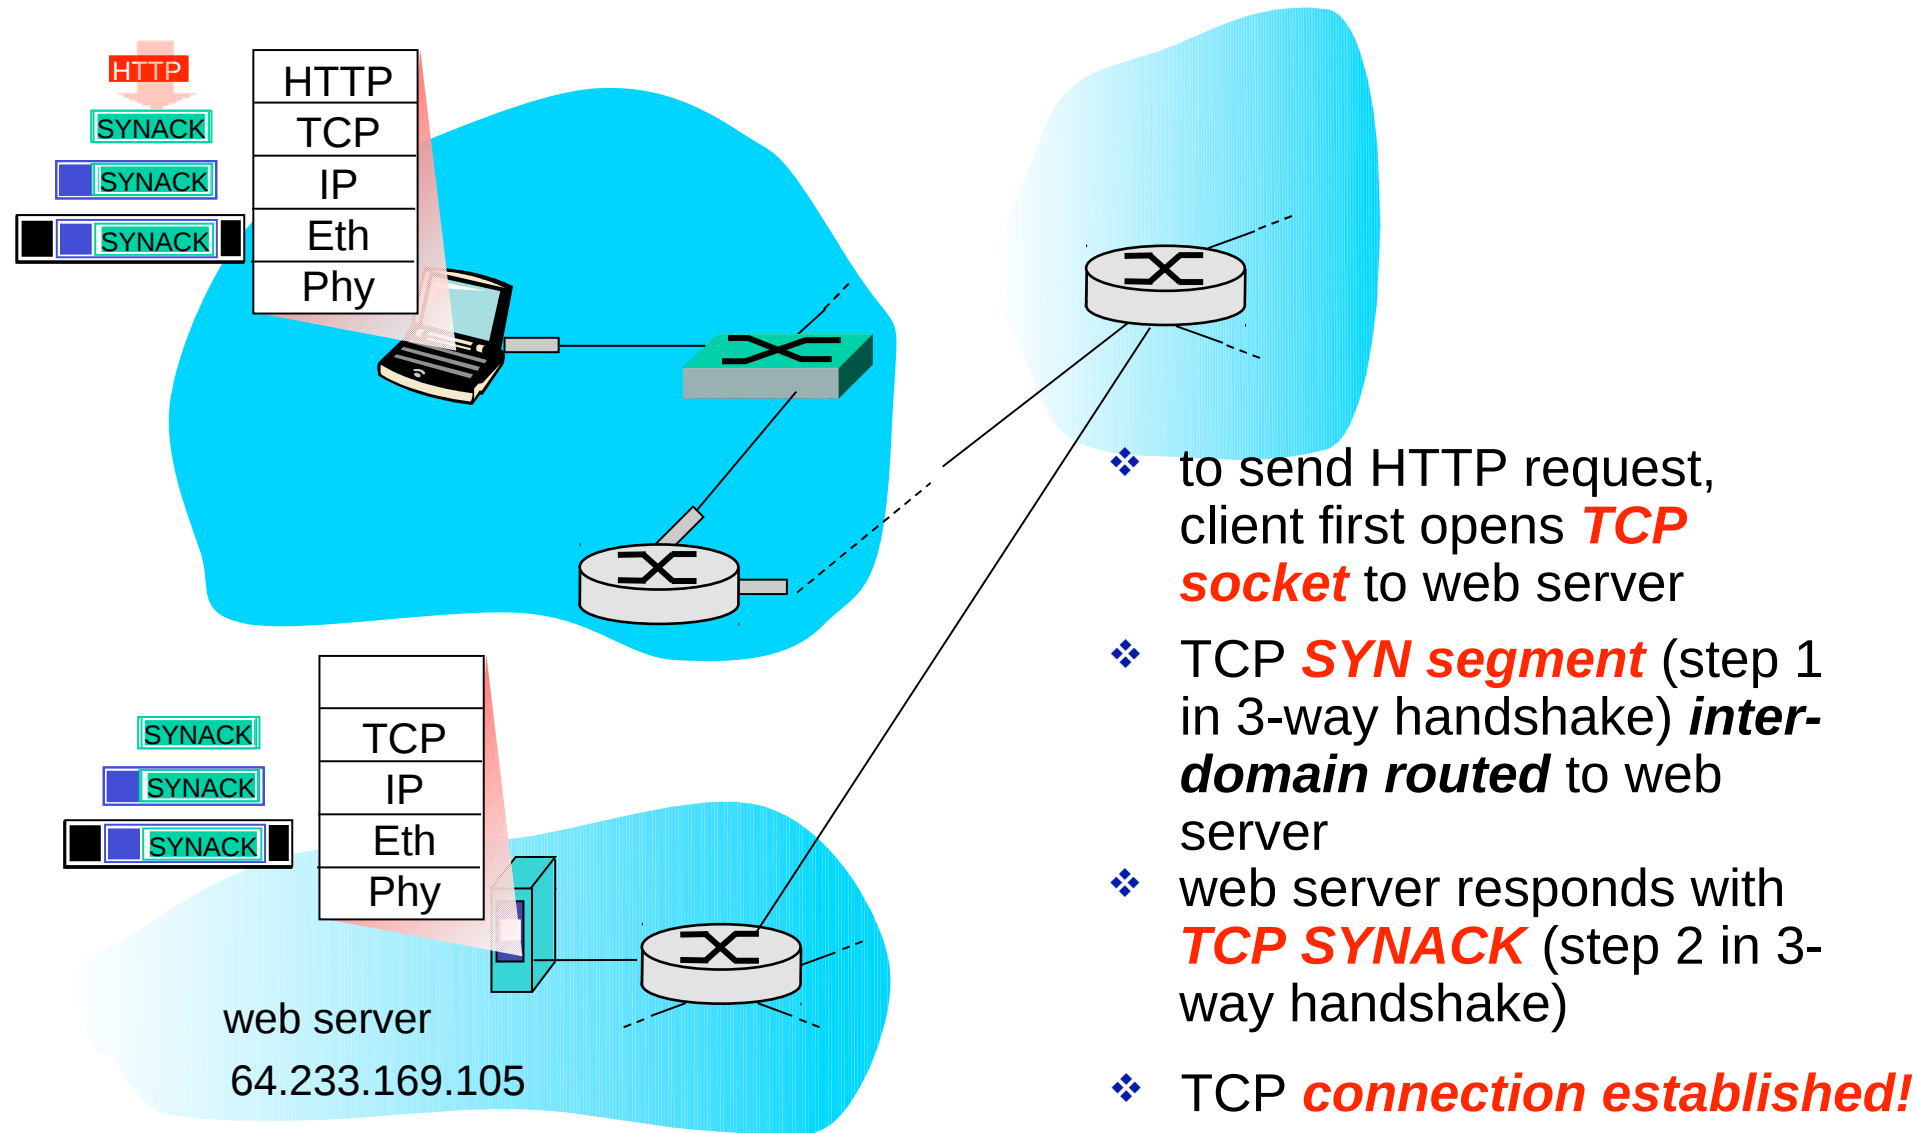 HTTP
SYNACK
SYNACK
SYNACK
HTTP
TCP
IP
Eth
Phy
SYNACK
SYNACK
SYNACK
TCP
IP
Eth
Phy
web server
64.233.169.105
to send HTTP request,
client first opens TCP
socket to web server
TCP SYN segment (step 1
in 3-way handshake) inter-
domain routed to web
server
web server responds with
TCP SYNACK (step 2 in 3-
way handshake)
TCP connection established!